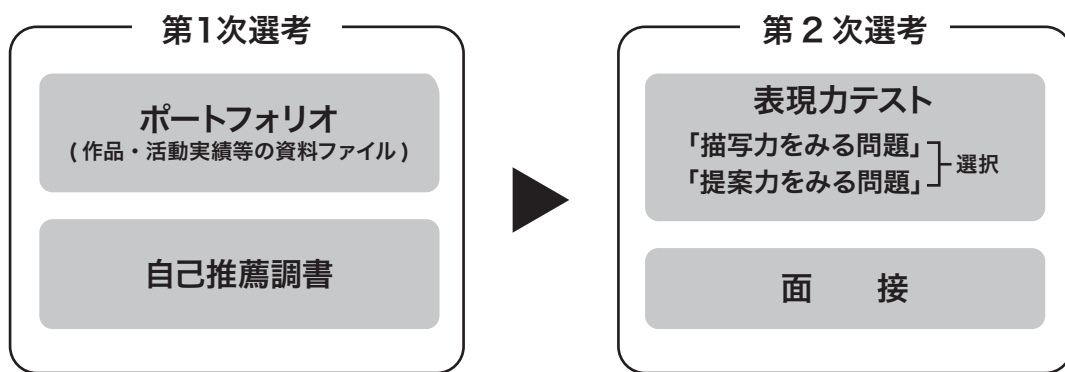 第1次選考
ポートフォリオ
(作品・活動実績等の資料ファイル)
自己推薦調書
第2次選考
表現力テスト
「描写力をみる問題」
「提案力をみる問題」
選択
面　接